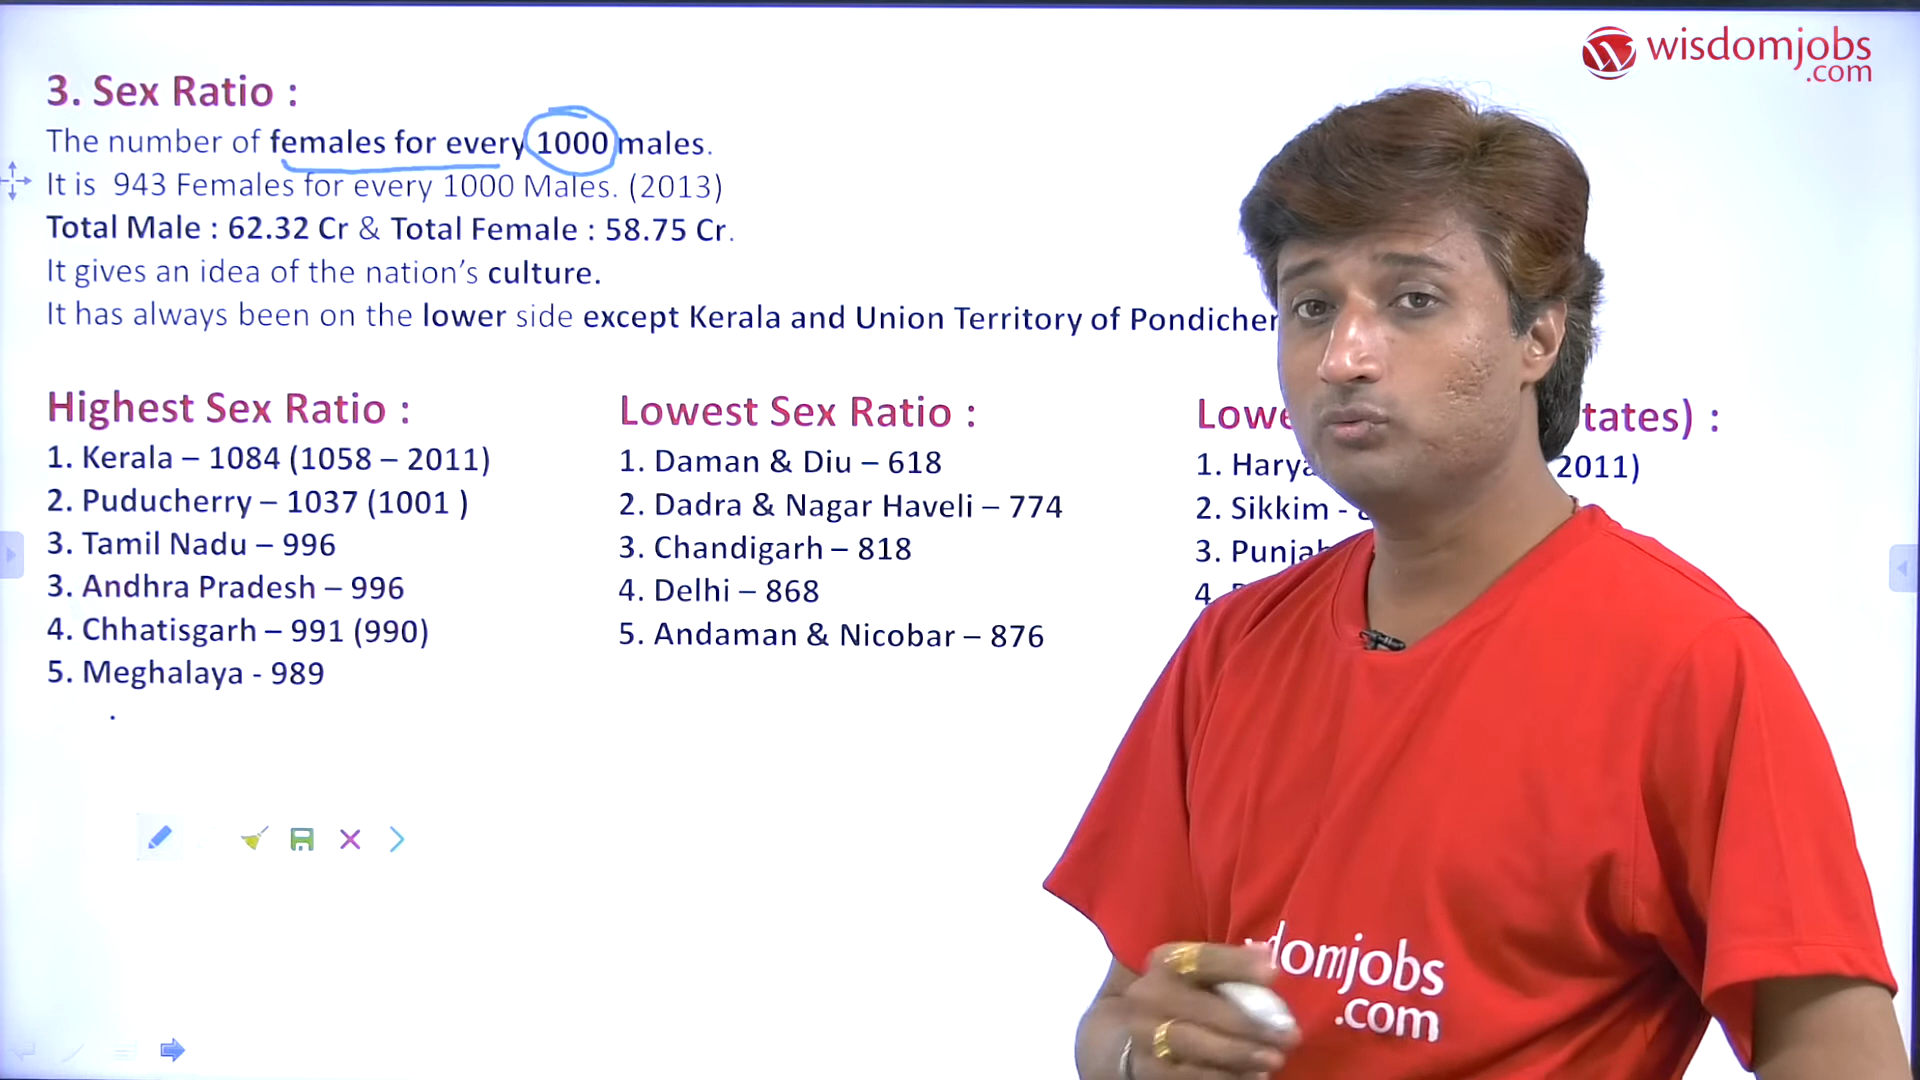 wisdomjobs
.com
3. Sex Ratio :
The number of females for every 1000 males.
It is 943 Females for every 1000 Males. (2013)
Total Male : 62.32 Cr & Total Female : 58.75 Cr.
It gives an idea of the nation's culture.
It has always been on the lower side except Kerala and Union Territory of Pondicher
Highest Sex Ratio :
1. Kerala – 1084 (1058 – 2011)
2. Puducherry – 1037 (1001 )
3. Tamil Nadu – 996
3. Andhra Pradesh – 996
4. Chhatisgarh – 991 (990)
5. Meghalaya - 989
Lowest Sex Ratio :
1. Daman & Diu – 618
2. Dadra & Nagar Haveli – 774
3. Chandigarh – 818
4. Delhi – 868
5. Andaman & Nicobar – 876
Lowe tates) :
1. Harya 2011)
2. Sikkim -
3. Punjab
4.
domjobs
.com